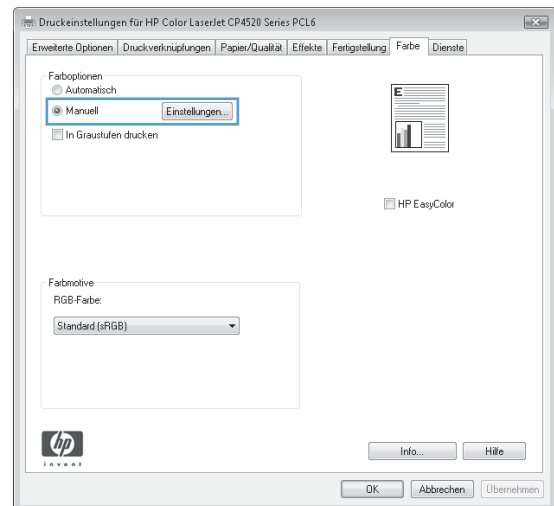 Druckeinstellungen für HP Color LaserJet CP4520 Series PCL6
Erweiterte Optionen Druckverknüpfungen Papier/Qualität Effekte Fertigstellung Farbe Dienste
Farboptionen
Automatisch
Manuell Einstellungen...
In Graustufen drucken
E
HP EasyColor
Farbmotive
RGB-Farbe:
Standard (sRGB)
hp
invent
Info... Hilfe
OK Abbrechen Übernehmen